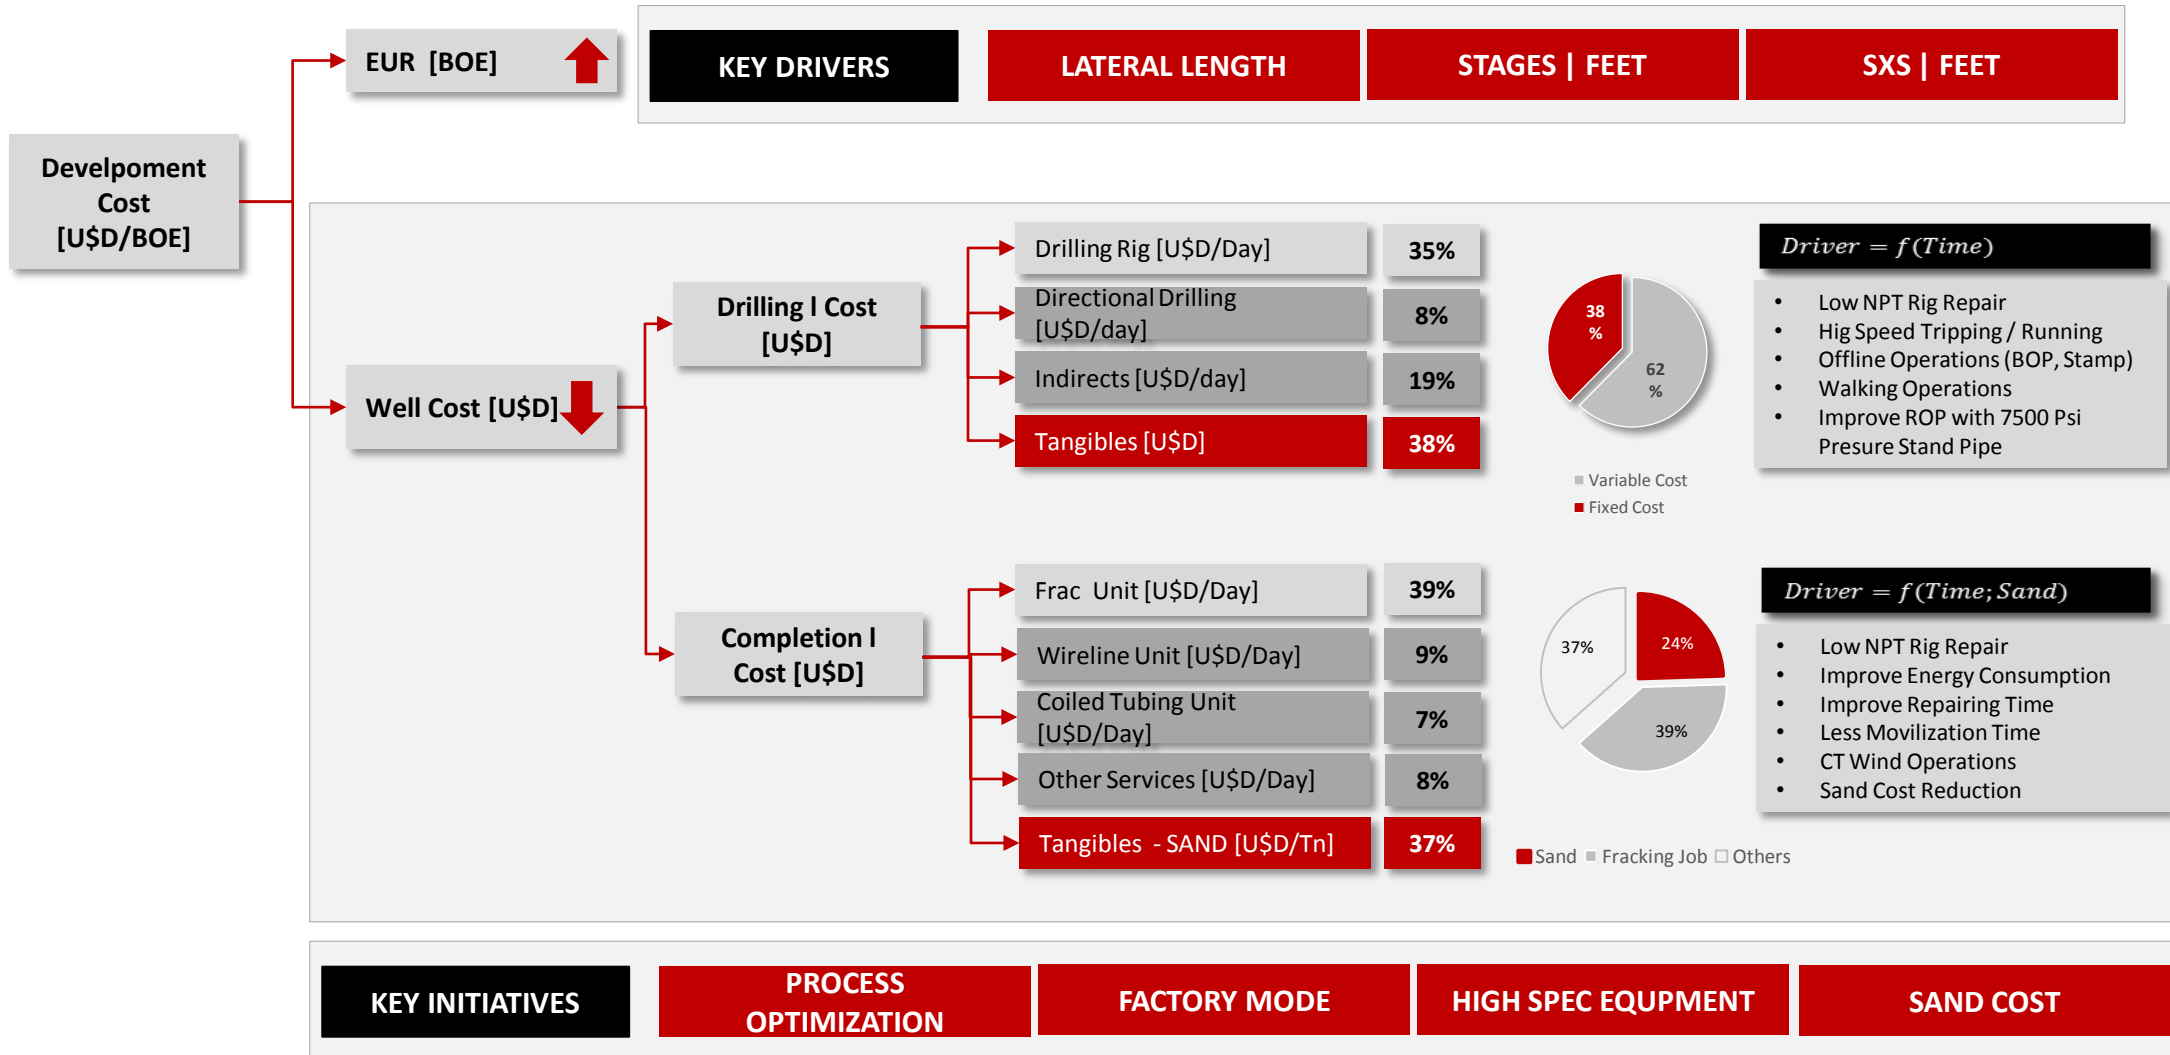 EUR [BOE]
KEY DRIVERS
LATERAL LENGTH
STAGES | FEET
SXS | FEET
Develpoment
Cost
[U$D/BOE]
Well Cost [U$D]
Drilling l Cost
[U$D]
Drilling Rig [U$D/Day]
35%
Directional Drilling
[U$D/day]
8%
Indirects [U$D/day]
19%
Tangibles [U$D]
38%
38
%
62
%
Variable Cost
Fixed Cost
Driver = f(Time)
• Low NPT Rig Repair
• Hig Speed Tripping / Running
• Offline Operations (BOP, Stamp)
• Walking Operations
• Improve ROP with 7500 Psi
Presure Stand Pipe
Completion l
Cost [U$D]
Frac Unit [U$D/Day]
39%
Wireline Unit [U$D/Day]
9%
Coiled Tubing Unit
[U$D/Day]
7%
Other Services [U$D/Day]
8%
Tangibles - SAND [U$D/Tn]
37%
37%
24%
39%
Sand
Fracking Job
Others
Driver = f(Time; Sand)
• Low NPT Rig Repair
• Improve Energy Consumption
• Improve Repairing Time
• Less Movilization Time
• CT Wind Operations
• Sand Cost Reduction
KEY INITIATIVES
PROCESS
OPTIMIZATION
FACTORY MODE
HIGH SPEC EQUPMENT
SAND COST